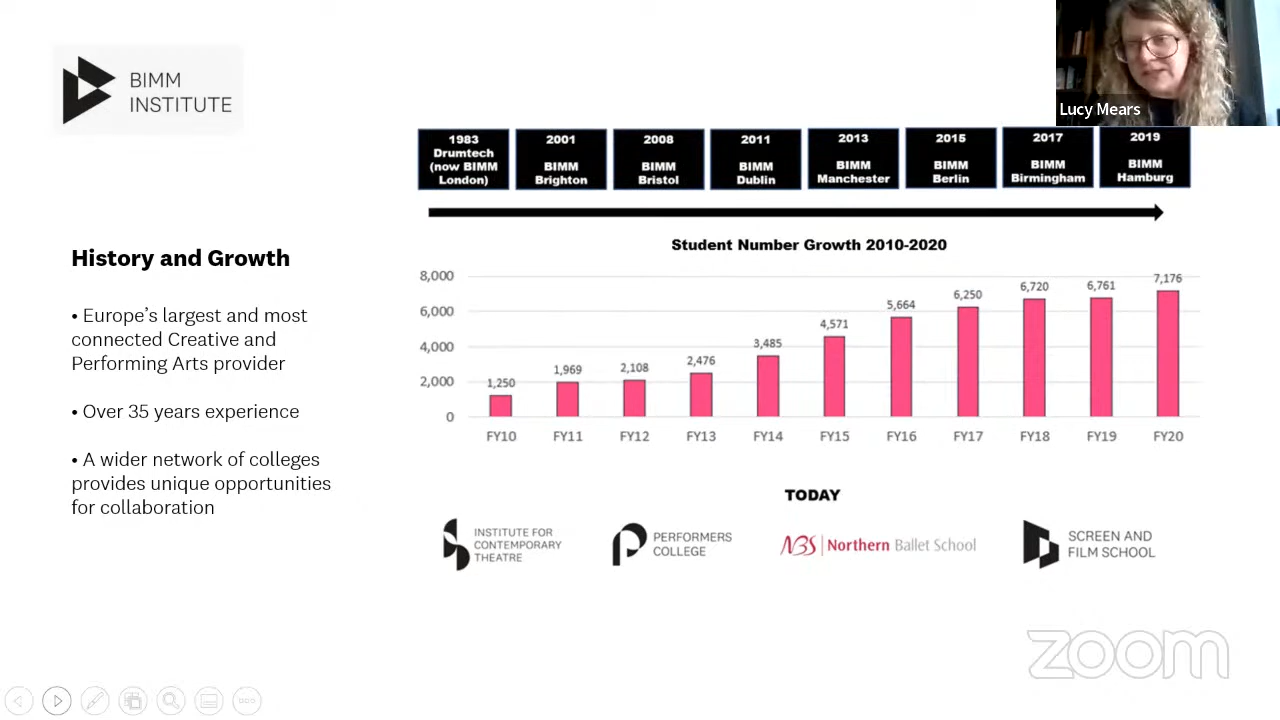 BIMM
INSTITUTE
Lucy Mears
1983
Drumtech
(now BIMM
London)
2001
BIMM
Brighton
2008
BIMM
Bristol
2011
BIMM
Dublin
2013
BIMM
Manchester
2015
BIMM
Berlin
2017
BIMM
Birmingham
2019
BIMM
Hamburg
History and Growth
• Europe’s largest and most
connected Creative and
Performing Arts provider
• Over 35 years experience
• A wider network of colleges
provides unique opportunities
for collaboration
Student Number Growth 2010-2020
8,000
6,000
4,000
2,000
0
1,250
1,969
2,108
2,476
3,485
4,571
5,664
6,250
6,720
6,761
7,176
FY10
FY11
FY12
FY13
FY14
FY15
FY16
FY17
FY18
FY19
FY20
TODAY
INSTITUTE FOR
CONTEMPORARY
THEATRE
PERFORMERS
COLLEGE
NBS | Northern Ballet School
SCREEN AND
FILM SCHOOL
zoom